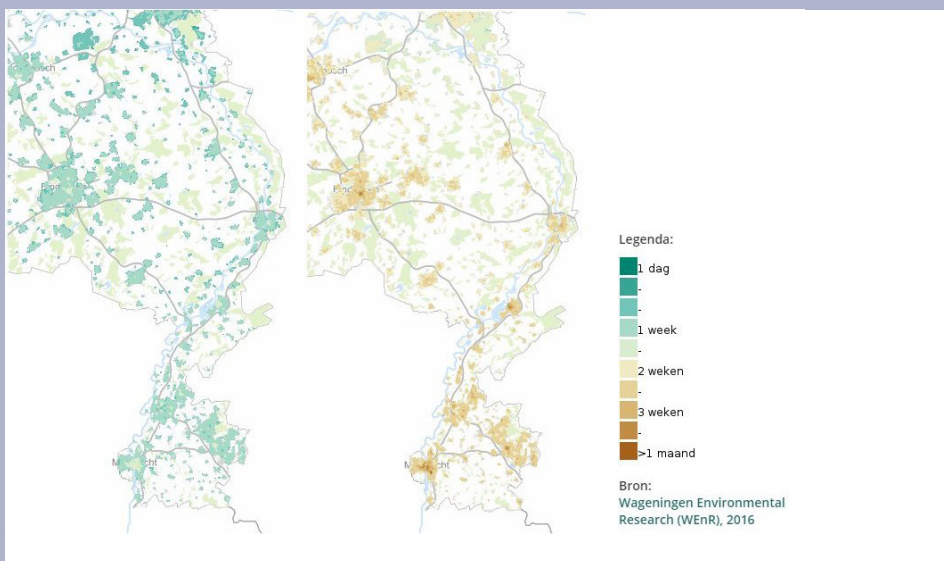 Legenda:
1 dag
-
-
1 week
-
2 weken
-
3 weken
-
>1 maand
Bron:
Wageningen Environmental
Research (WEnR), 2016